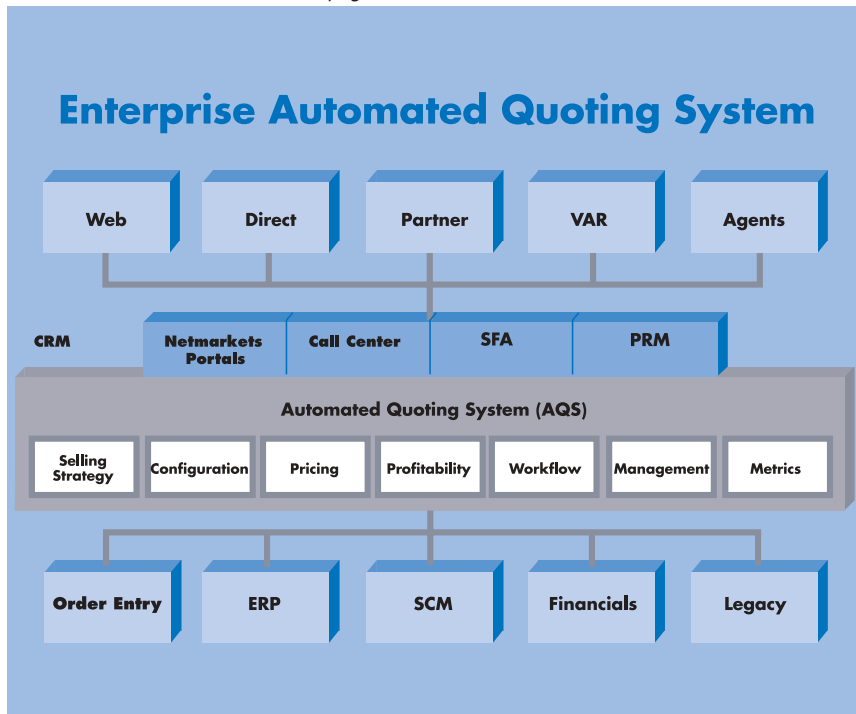 Enterprise Automated Quoting System
Web
Direct
Partner
VAR
Agents
CRM
Netmarkets
Portals
Call Center
SFA
PRM
Automated Quoting System (AQS)
Selling
Strategy
Configuration
Pricing
Profitability
Workflow
Management
Metrics
Order Entry
ERP
SCM
Financials
Legacy